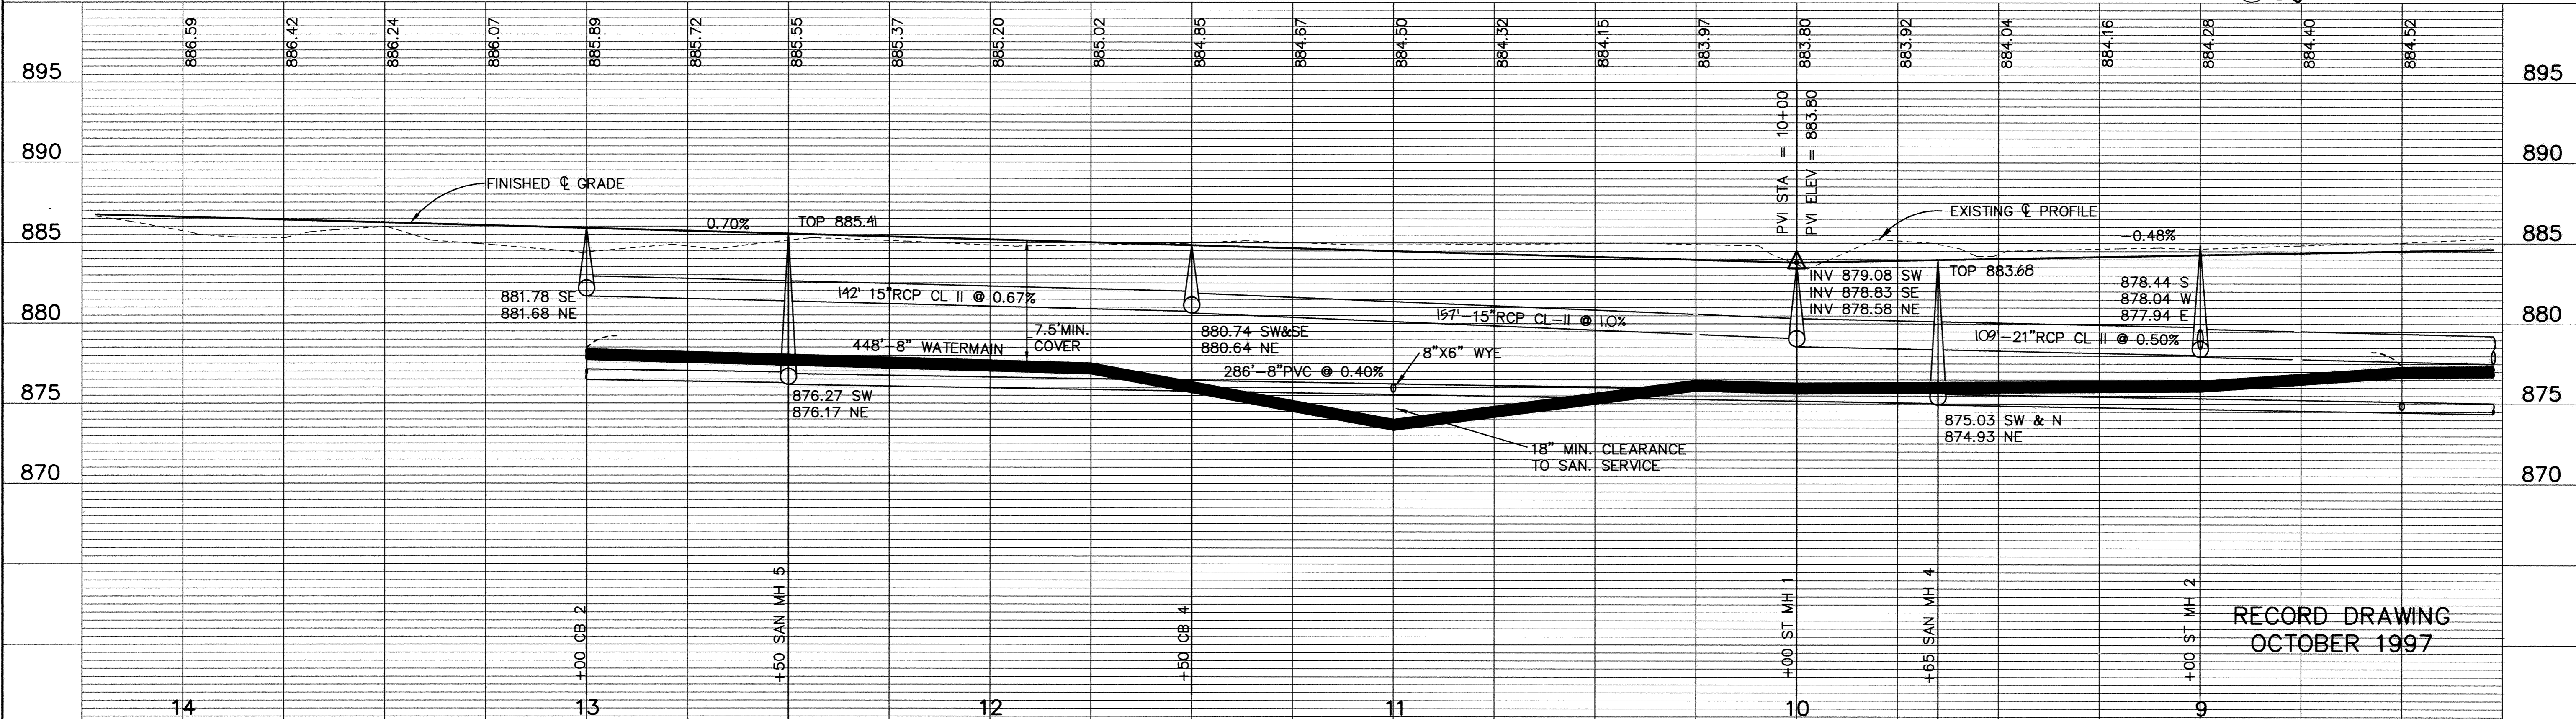 886.59
886.42
886.24
886.07
885.89
885.72
885.55
885.37
885.20
885.02
884.85
884.67
884.50
884.32
884.15
883.97
883.80
883.92
884.04
884.16
884.28
884.40
884.52
895
895
PVI STA = 10+00
PVI ELEV = 883.80
890
890
FINISHED ℄ GRADE
EXISTING ℄ PROFILE
885
885
0.70%
TOP 885.41
-0.48%
INV 879.08 SW
INV 878.83 SE
INV 878.58 NE
TOP 883.68
878.44 S
878.04 W
877.94 E
881.78 SE
881.68 NE
142' 15"RCP CL II @ 0.67%
880
880
7.5'MIN.
COVER
880.74 SW&SE
880.64 NE
157'-15"RCP CL-II @ 1.0%
109'-21"RCP CL II @ 0.50%
448'-8" WATERMAIN
8"X6" WYE
286'-8"PVC @ 0.40%
875
875
876.27 SW
876.17 NE
875.03 SW & N
874.93 NE
18" MIN. CLEARANCE
TO SAN. SERVICE
870
870
+00 CB 2
+50 SAN MH 5
+50 CB 4
+00 ST MH 1
+65 SAN MH 4
+00 ST MH 2
RECORD DRAWING
OCTOBER 1997
14
13
12
11
10
9